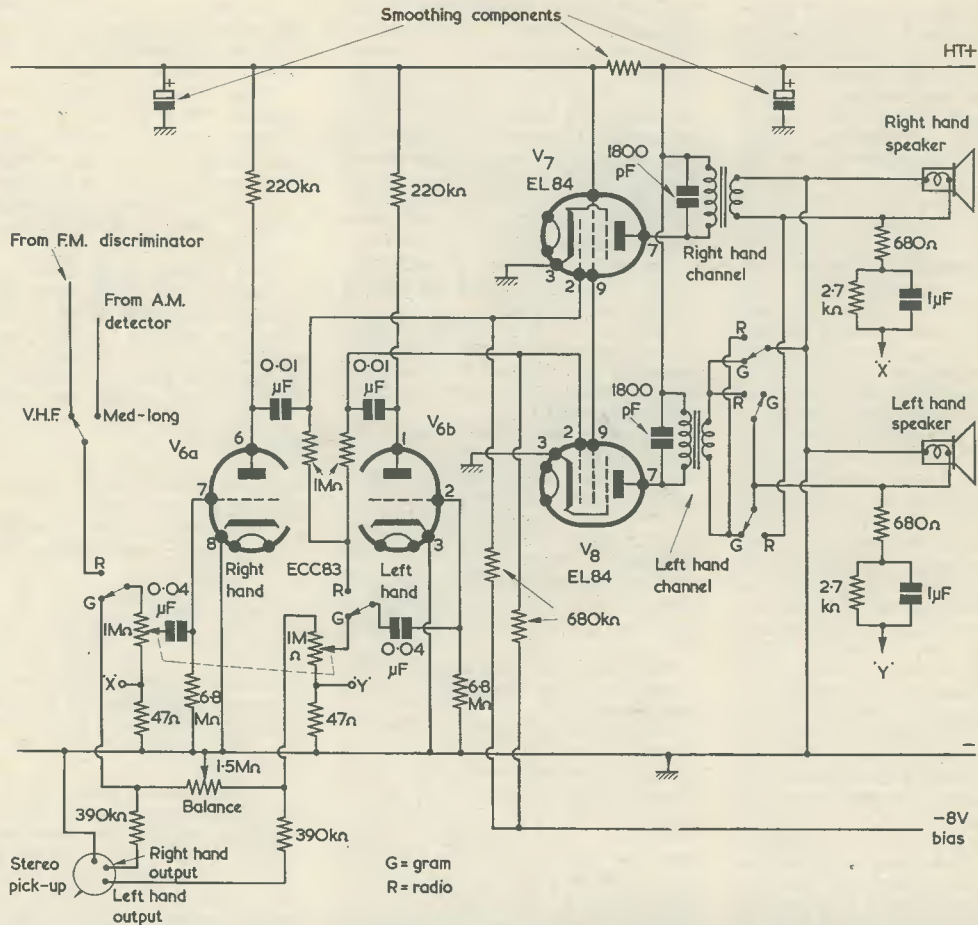 Smoothing components
HT+
+
+
Right hand
speaker
V7
EL84
1800
pF
220kΩ
220kΩ
From F.M. discriminator
From A.M.
detector
7
3
2
9
Right hand
channel
680Ω
2.7
kΩ
1µF
'X'
R
G
R
G
0·01
µF
0·01
µF
1800
pF
V.H.F.
Med-long
Left hand
speaker
V6a
6
1
V6b
3
2
9
7
1MΩ
7
2
8
3
V8
EL84
G
R
Left hand
channel
680Ω
2.7
kΩ
1µF
'Y'
Right
hand
ECC83
Left
hand
R
G
0·04
µF
R
G
0·04
µF
680kΩ
1MΩ
1M
Ω
'X'
'Y'
6·8
MΩ
6·8
MΩ
47Ω
47Ω
–
1·5MΩ
Balance
390kΩ
390kΩ
–8V
bias
Stereo
pick-up
Right hand
output
Left hand
output
G = gram
R = radio